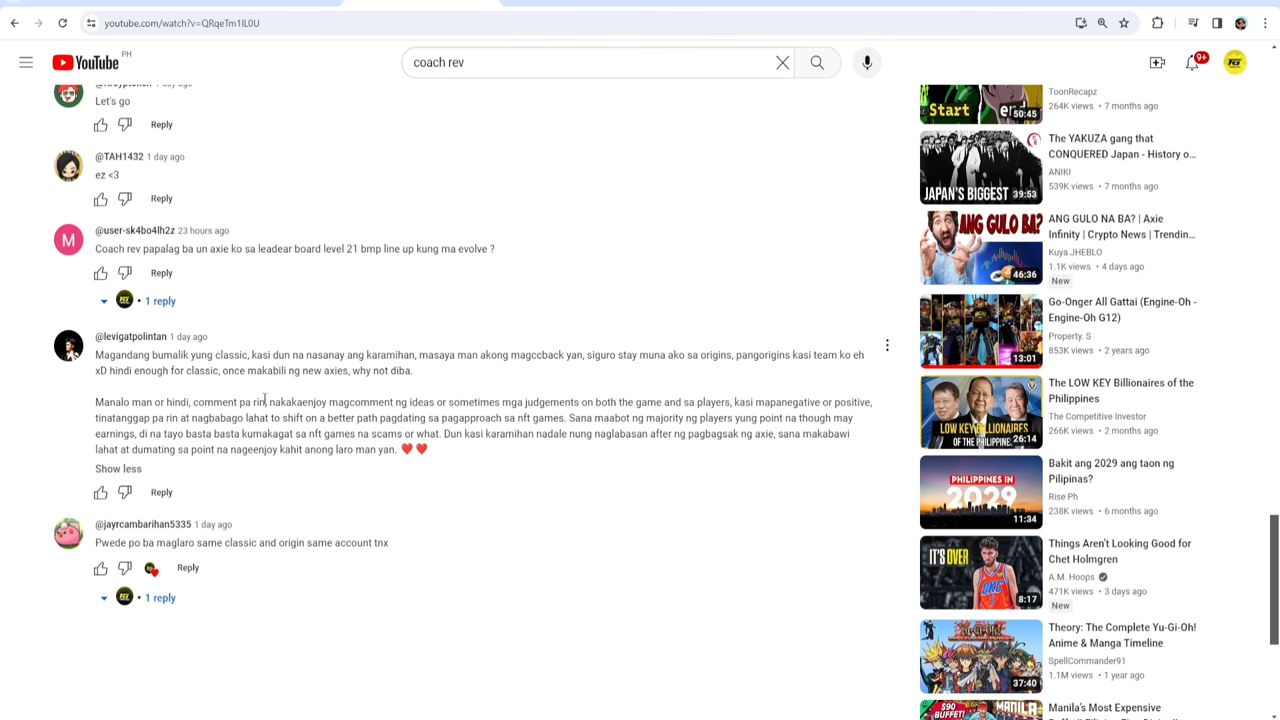 youtube.com/watch?v=QRqeTm1lL0U
YouTube PH
coach rev
9+
Let's go
Reply
@TAH1432 1 day ago
ez <3
Reply
@user-sk4bo4lh2z 23 hours ago
Coach rev papalag ba un axie ko sa leadear board level 21 bmp line up kung ma evolve ?
Reply
1 reply
@levigatpolintan 1 day ago
Magandang bumalik yung classic, kasi dun na nasanay ang karamihan, masaya man akong magccback yan, siguro stay muna ako sa origins, pangorigins kasi team ko eh
xD hindi enough for classic, once makabili ng new axies, why not diba.
Manalo man or hindi, comment pa rin, nakakaenjoy magcomment ng ideas or sometimes mga judgements on both the game and sa players, kasi mapanegative or positive,
tinatanggap pa rin at nagbabago lahat to shift on a better path pagdating sa pagapproach sa nft games. Sana maabot ng majority ng players yung point na though may
earnings, di na tayo basta basta kumakagat sa nft games na scams or what. Dun kasi karamihan nadale nung naglabasan after ng pagbagsak ng axie, sana makabawi
lahat at dumating sa point na nageenjoy kahit anong laro man yan. ❤️ ❤️
Show less
Reply
@jayrcambarihan5335 1 day ago
Pwede po ba maglaro same classic and origin same account tnx
Reply
1 reply
Start end
50:45
ToonRecapz
264K views • 7 months ago
JAPAN'S BIGGEST
39:53
The YAKUZA gang that
CONQUERED Japan - History o...
ANIKI
539K views • 7 months ago
ANG GULO BA?
46:36
ANG GULO NA BA? | Axie
Infinity | Crypto News | Trendin...
Kuya JHEBLO
1.1K views • 4 days ago
New
13:01
Go-Onger All Gattai (Engine-Oh -
Engine-Oh G12)
Property. S
853K views • 2 years ago
LOW KEY BILLIONAIRES
OF THE PHILIPPINES
26:14
The LOW KEY Billionaires of the
Philippines
The Competitive Investor
266K views • 2 months ago
PHILIPPINES IN
2029
11:34
Bakit ang 2029 ang taon ng
Pilipinas?
Rise Ph
238K views • 6 months ago
IT'S OVER
8:17
Things Aren't Looking Good for
Chet Holmgren
A.M. Hoops
471K views • 3 days ago
New
37:40
Theory: The Complete Yu-Gi-Oh!
Anime & Manga Timeline
SpellCommander91
1.1M views • 1 year ago
$90
BUFFET!
MANILA
Manila's Most Expensive